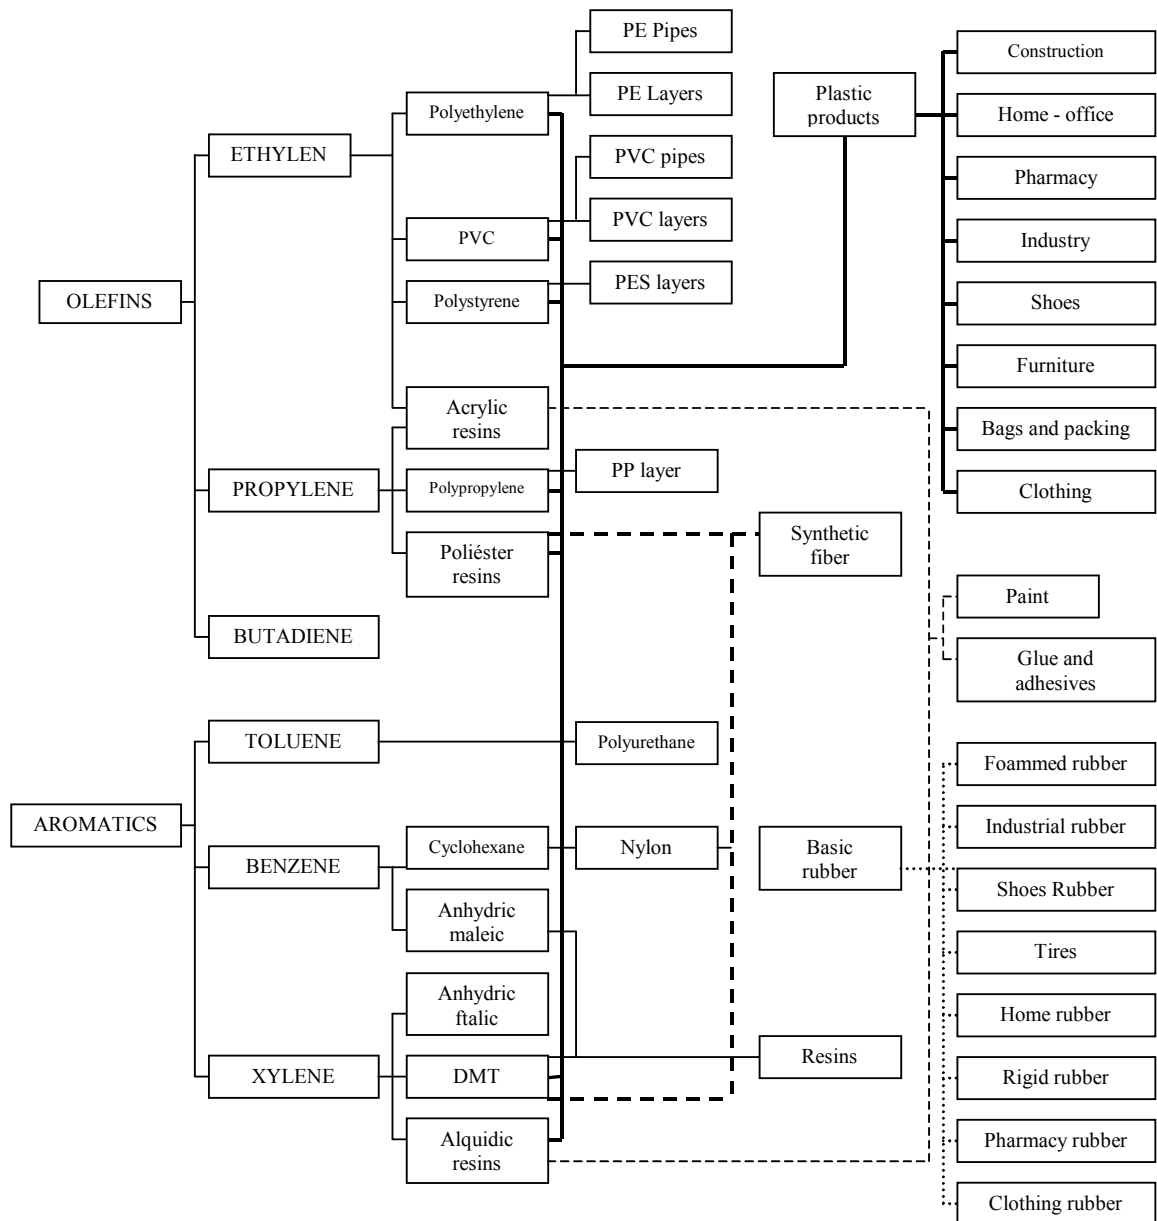 PE Pipes
PE Layers
Polyethylene
ETHYLEN
PVC pipes
PVC layers
PVC
PES layers
Polystyrene
OLEFINS
Acrylic
resins
PROPYLENE
Polypropylene
PP layer
Poliéster
resins
BUTADIENE
Plastic
products
Construction
Home - office
Pharmacy
Industry
Shoes
Furniture
Bags and packing
Clothing
Synthetic
fiber
Paint
Glue and
adhesives
TOLUENE
Polyurethane
AROMATICS
BENZENE
Cyclohexane
Nylon
Anhydric
maleic
Anhydric
ftalic
XYLENE
DMT
Alquidic
resins
Basic
rubber
Resins
Foammed rubber
Industrial rubber
Shoes Rubber
Tires
Home rubber
Rigid rubber
Pharmacy rubber
Clothing rubber